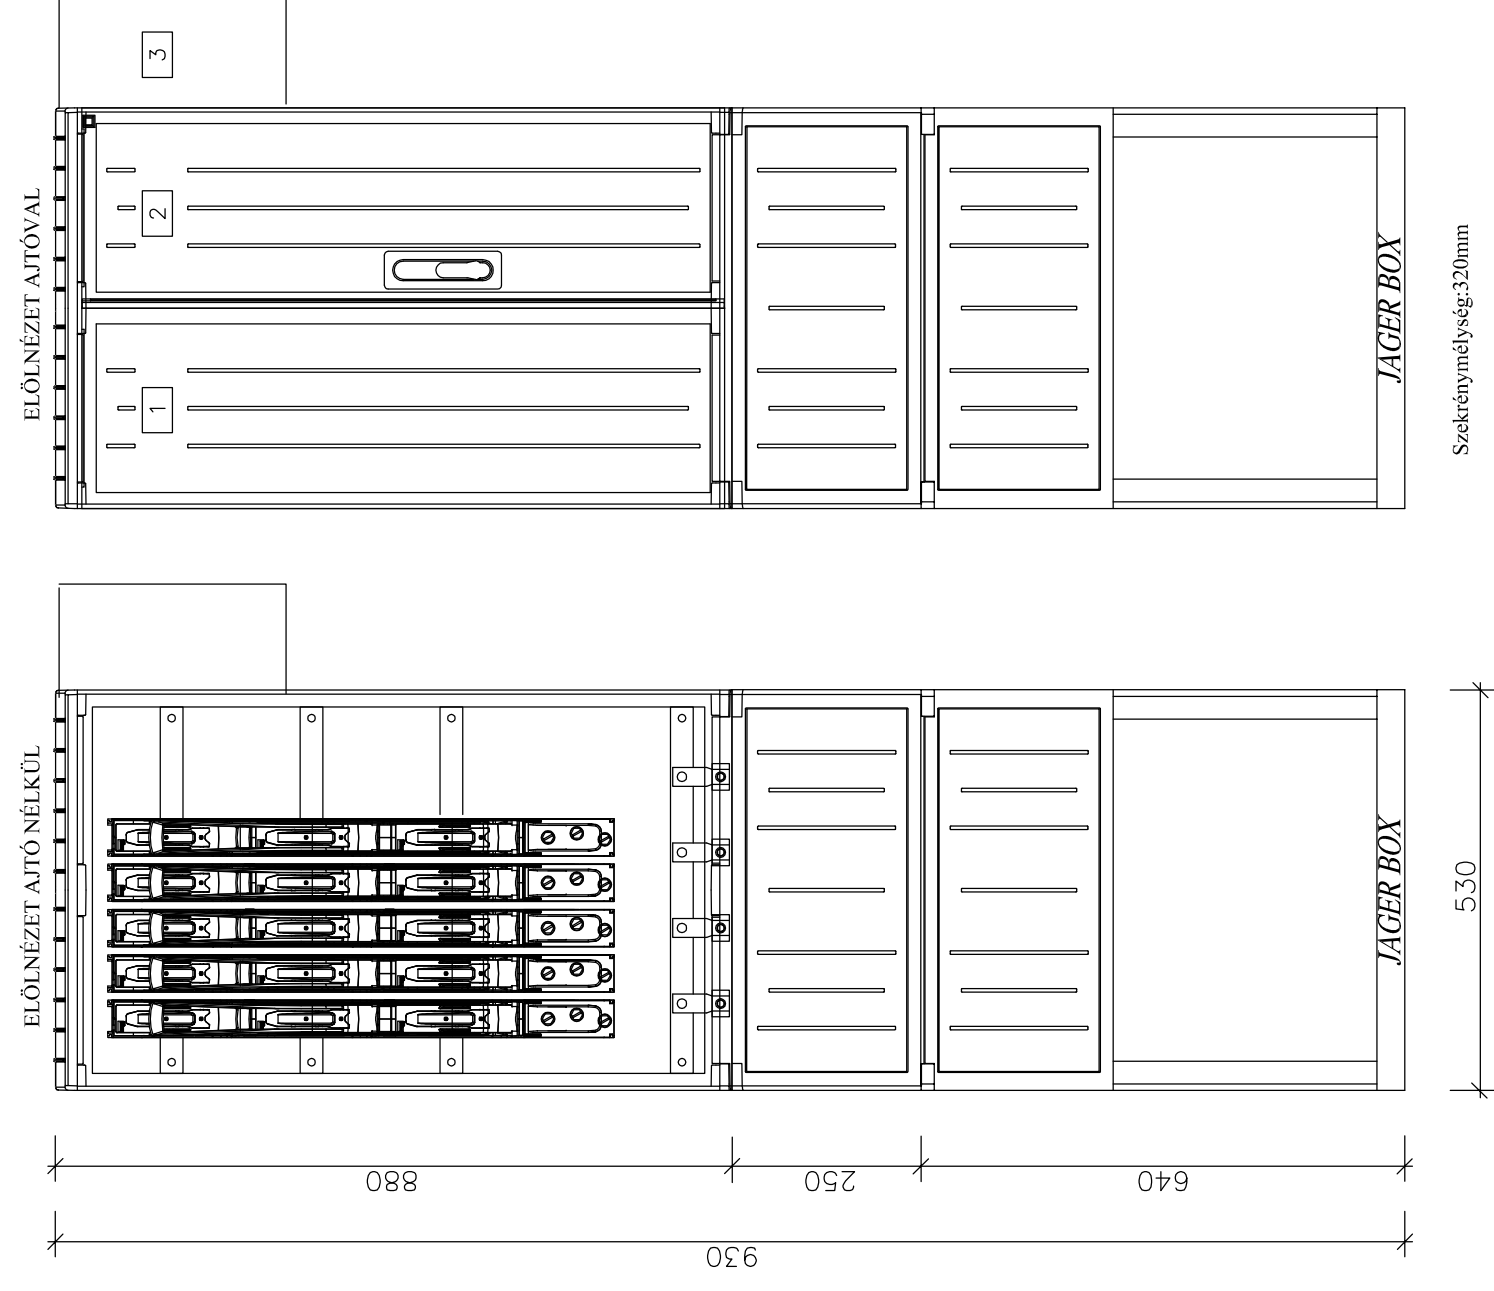 ELÖLNÉZET AJTÓ NÉLKÜL
ELÖLNÉZET AJTÓVAL
1
2
3
880
250
640
930
530
JAGER BOX
JAGER BOX
Szekrénymélység:320mm